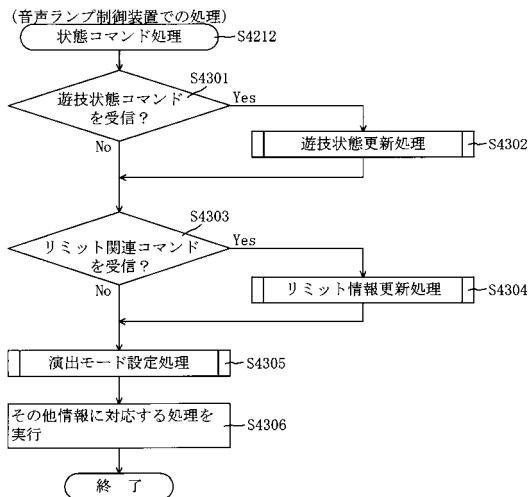 (音声ランプ制御装置での処理)
状態コマンド処理
S4212
S4301
遊技状態コマンド
を受信？
Yes
No
遊技状態更新処理
S4302
S4303
リミット関連コマンド
を受信？
Yes
No
リミット情報更新処理
S4304
演出モード設定処理
S4305
その他情報に対応する処理を
実行
S4306
終 了